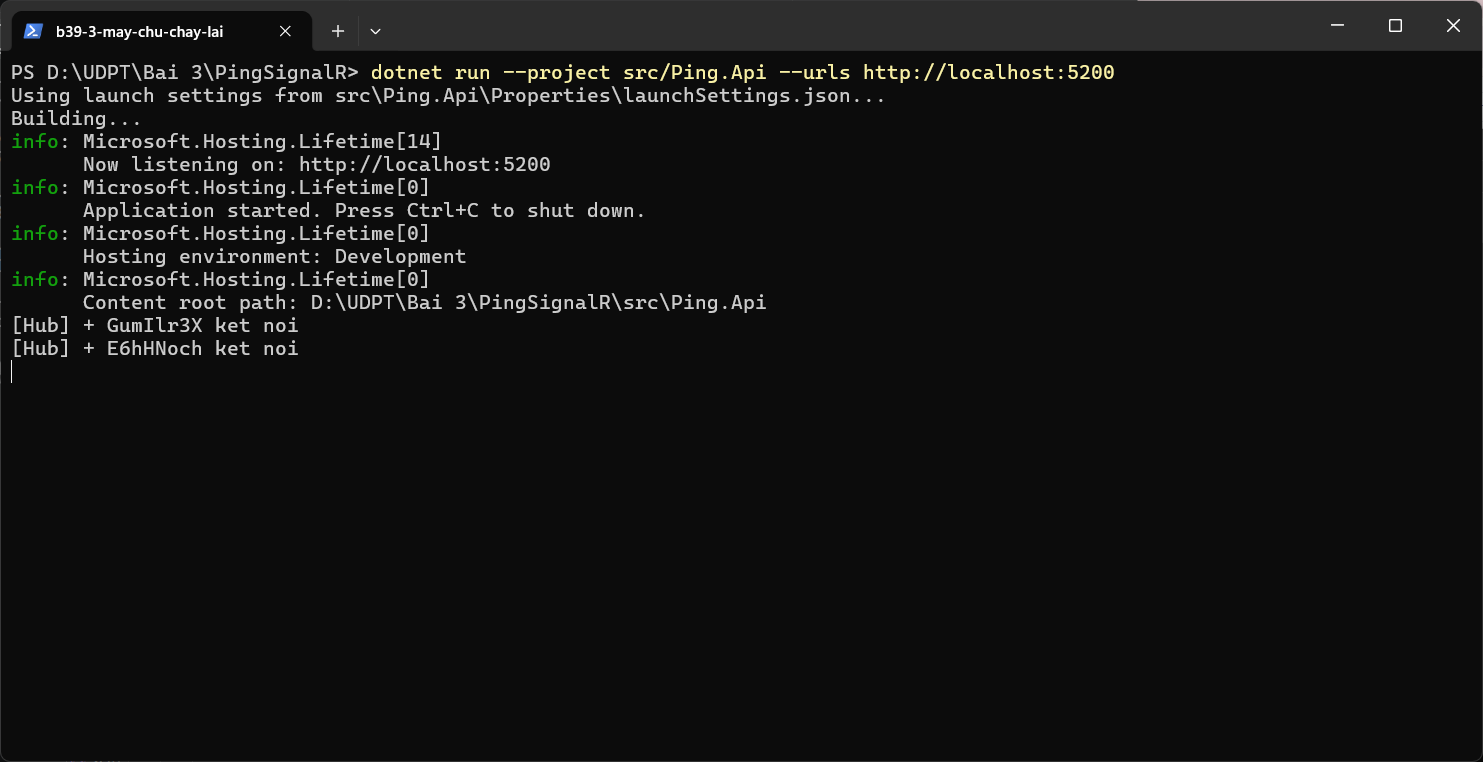 b39-3-may-chu-chay-lai
PS D:\UDPT\Bai 3\PingSignalR> dotnet run --project src/Ping.Api --urls http://localhost:5200
Using launch settings from src\Ping.Api\Properties\launchSettings.json...
Building...
info: Microsoft.Hosting.Lifetime[14]
      Now listening on: http://localhost:5200
info: Microsoft.Hosting.Lifetime[0]
      Application started. Press Ctrl+C to shut down.
info: Microsoft.Hosting.Lifetime[0]
      Hosting environment: Development
info: Microsoft.Hosting.Lifetime[0]
      Content root path: D:\UDPT\Bai 3\PingSignalR\src\Ping.Api
[Hub] + GumIlr3X ket noi
[Hub] + E6hHNoch ket noi